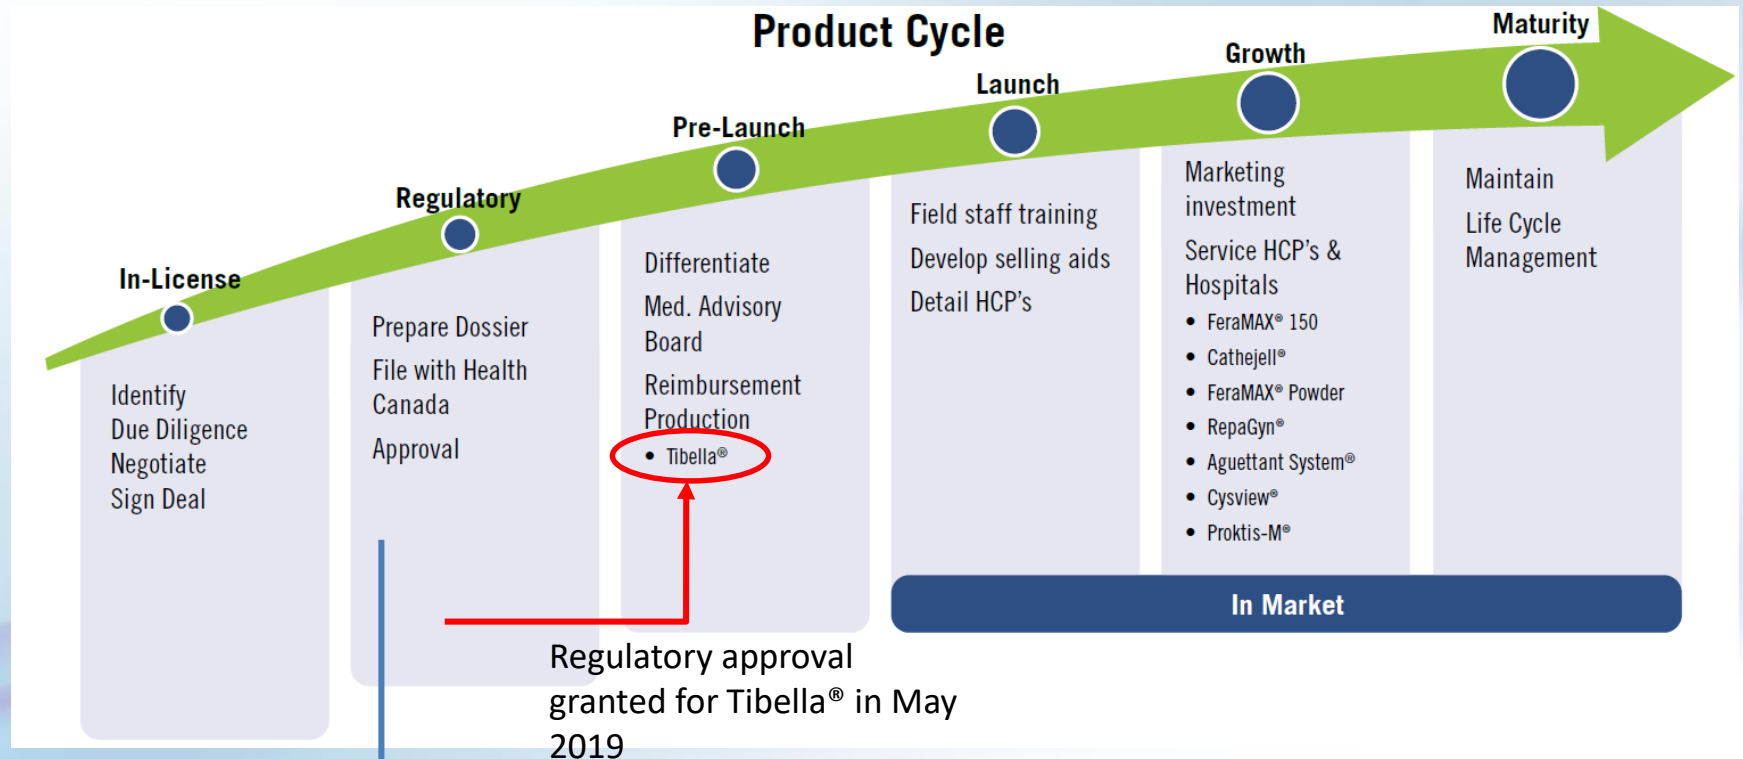 Product Cycle
In-License
Identify
Due Diligence
Negotiate
Sign Deal
Regulatory
Prepare Dossier
File with Health
Canada
Approval
Pre-Launch
Differentiate
Med. Advisory
Board
Reimbursement
Production
• Tibella®
Launch
Field staff training
Develop selling aids
Detail HCP's
Growth
Marketing
investment
Service HCP's &
Hospitals
• FeraMAX® 150
• Cathejell®
• FeraMAX® Powder
• RepaGyn®
• Aguettant System®
• Cysview®
• Proktis-M®
Maturity
Maintain
Life Cycle
Management
In Market
Regulatory approval
granted for Tibella® in May
2019